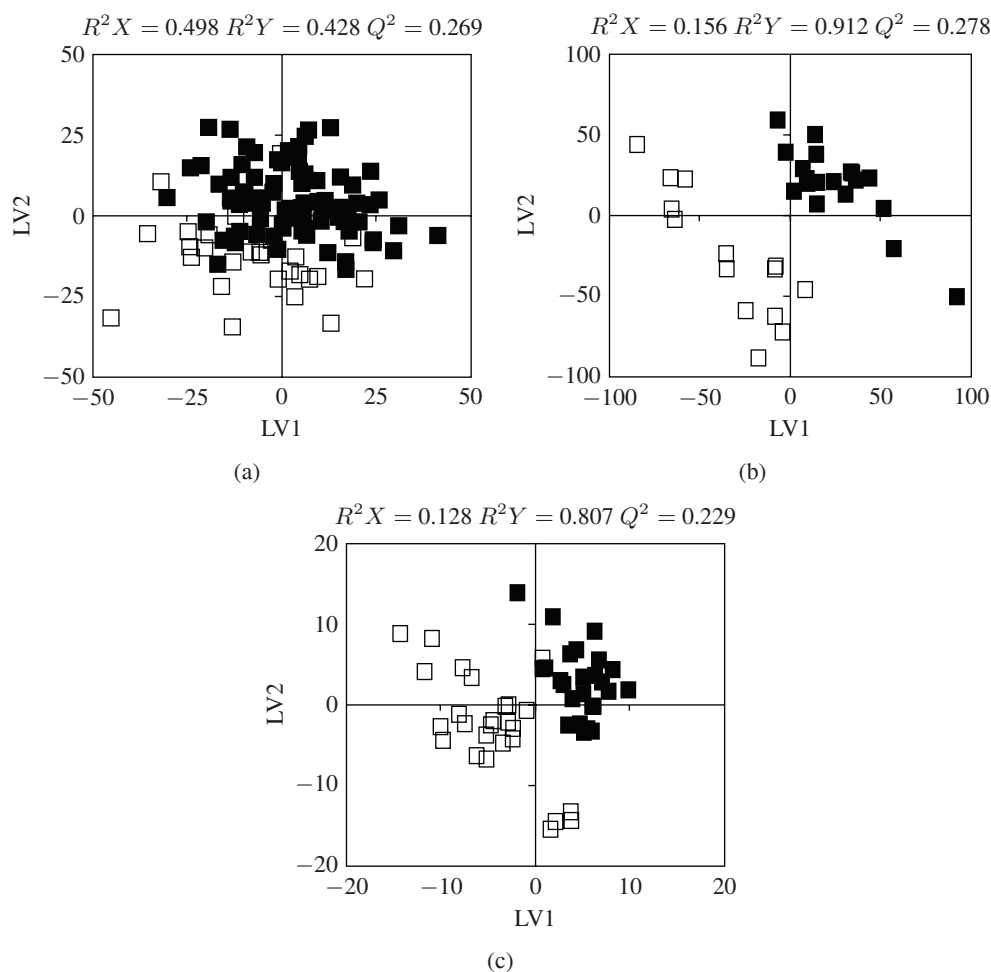 R²X = 0.498 R²Y = 0.428 Q² = 0.269
50
25
0
−25
−50
−50
−25
0
25
50
LV2
LV1
(a)
R²X = 0.156 R²Y = 0.912 Q² = 0.278
100
50
0
−50
−100
−100
−50
0
50
100
LV2
LV1
(b)
R²X = 0.128 R²Y = 0.807 Q² = 0.229
20
10
0
−10
−20
−20
−10
0
10
20
LV2
LV1
(c)